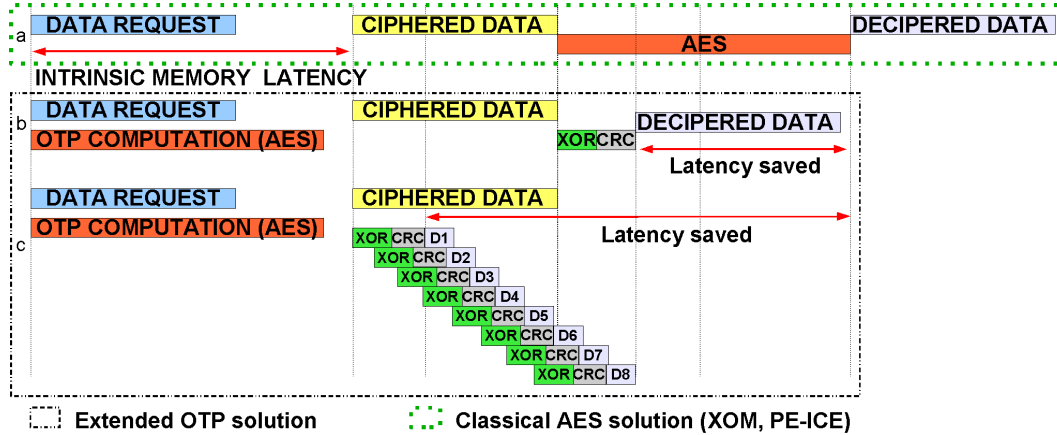 a
DATA REQUEST
CIPHERED DATA
DECIPERED DATA
AES
INTRINSIC MEMORY LATENCY
b
DATA REQUEST
CIPHERED DATA
DECIPERED DATA
OTP COMPUTATION (AES)
XOR CRC
Latency saved
DATA REQUEST
CIPHERED DATA
OTP COMPUTATION (AES)
Latency saved
c
XOR CRC D1
XOR CRC D2
XOR CRC D3
XOR CRC D4
XOR CRC D5
XOR CRC D6
XOR CRC D7
XOR CRC D8
Extended OTP solution
Classical AES solution (XOM, PE-ICE)